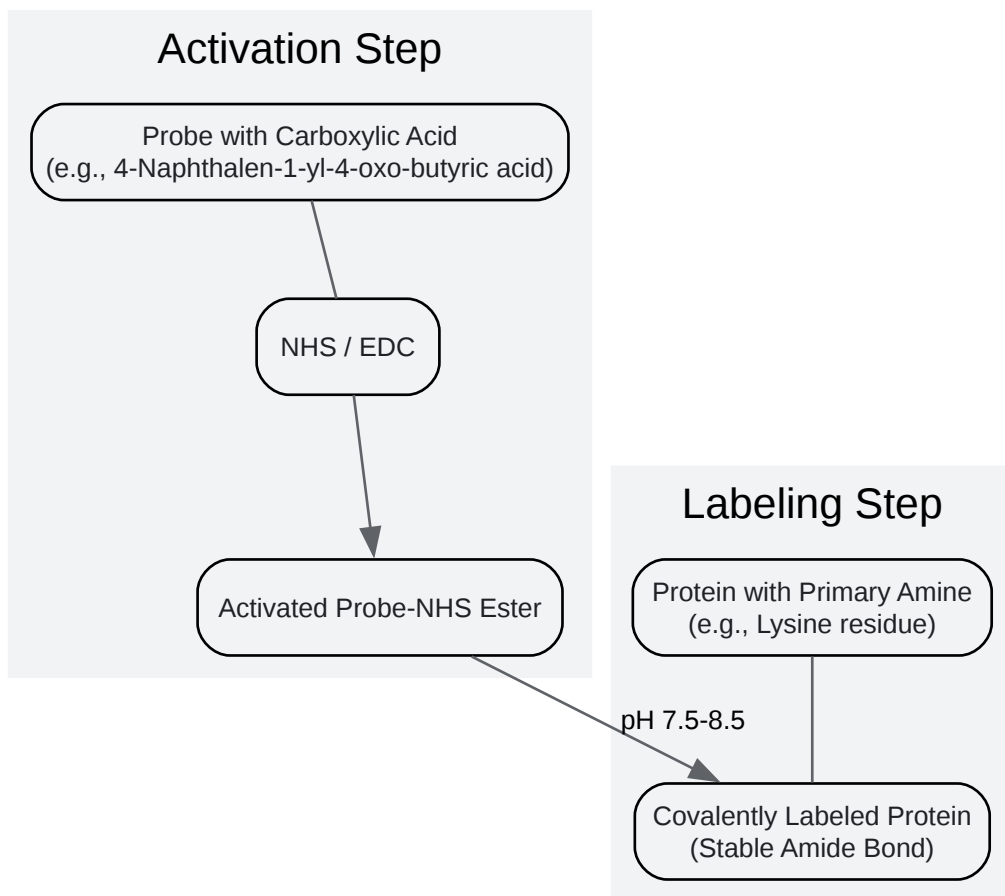 Activation Step
Probe with Carboxylic Acid
(e.g., 4-Naphthalen-1-yl-4-oxo-butyric acid)
NHS / EDC
Activated Probe-NHS Ester
Labeling Step
Protein with Primary Amine
(e.g., Lysine residue)
pH 7.5-8.5
Covalently Labeled Protein
(Stable Amide Bond)